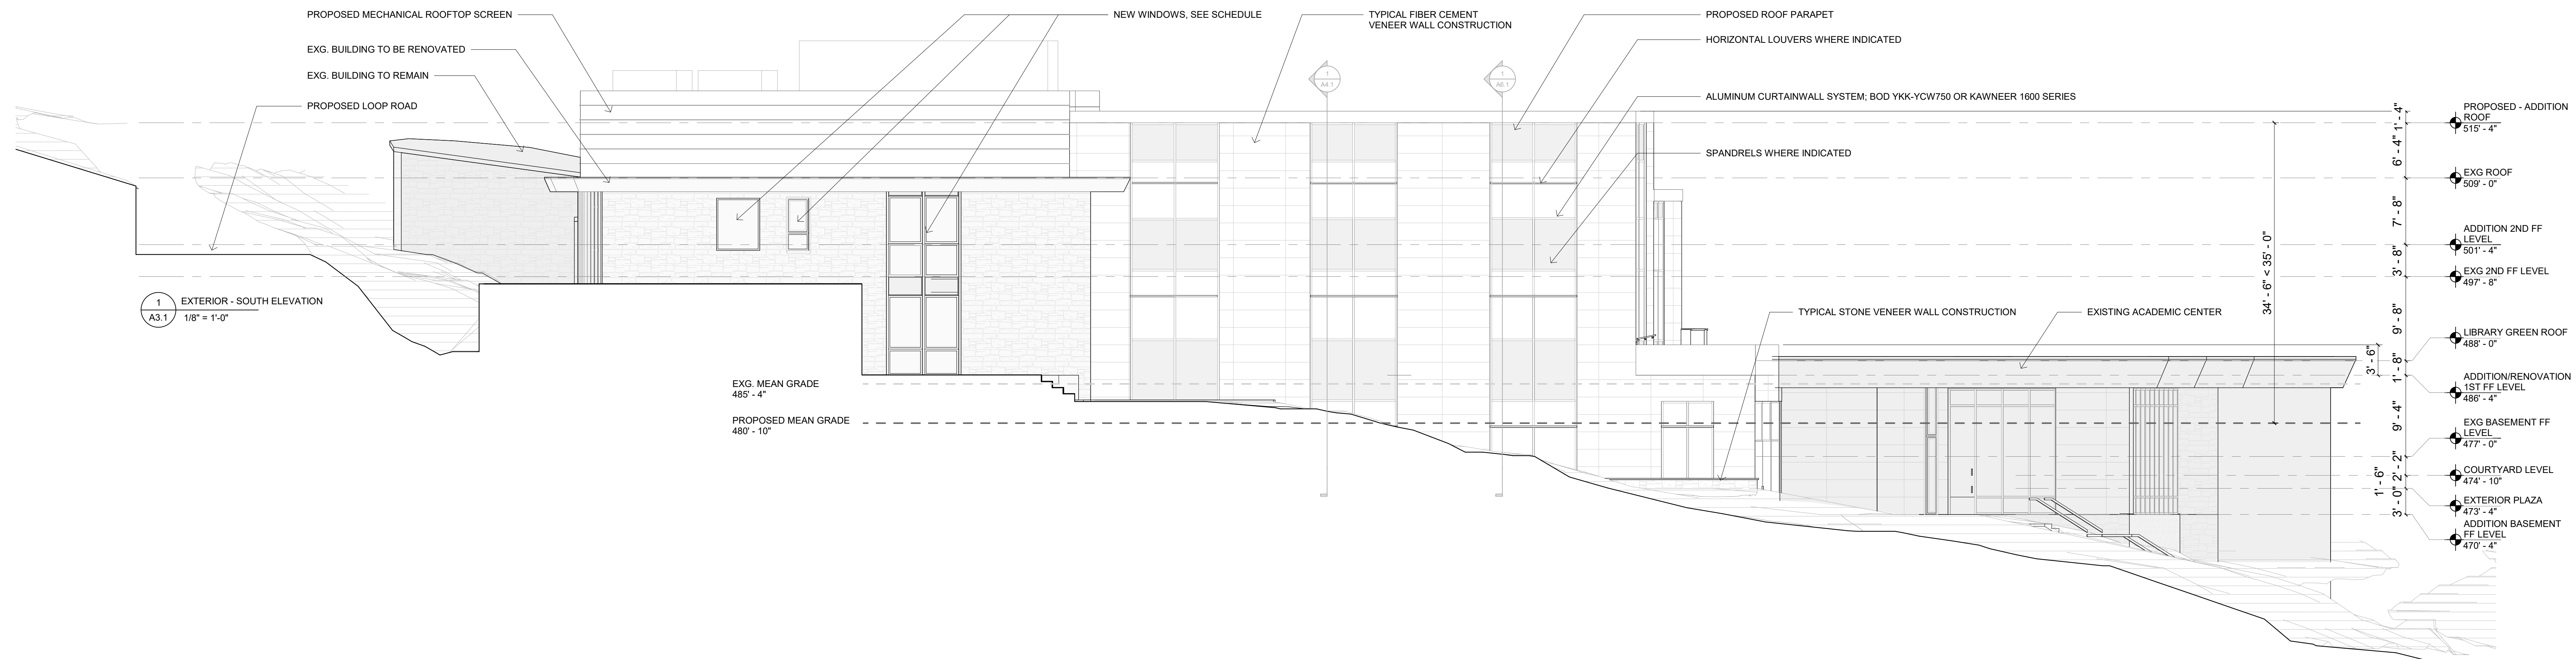 PROPOSED MECHANICAL ROOFTOP SCREEN
EXG. BUILDING TO BE RENOVATED
EXG. BUILDING TO REMAIN
PROPOSED LOOP ROAD
NEW WINDOWS, SEE SCHEDULE
TYPICAL FIBER CEMENT
VENEER WALL CONSTRUCTION
PROPOSED ROOF PARAPET
HORIZONTAL LOUVERS WHERE INDICATED
ALUMINUM CURTAINWALL SYSTEM; BOD YKK-YCW750 OR KAWNEER 1600 SERIES
SPANDRELS WHERE INDICATED
1
A4.1
1
A6.1
TYPICAL STONE VENEER WALL CONSTRUCTION
EXISTING ACADEMIC CENTER
1
A3.1
EXTERIOR - SOUTH ELEVATION
1/8" = 1'-0"
EXG. MEAN GRADE
485' - 4"
PROPOSED MEAN GRADE
480' - 10"
34' - 6" < 35' - 0"
3' - 6"
1' - 6"
1' - 4"
6' - 4"
7' - 8"
3' - 8"
9' - 8"
1' - 8"
9' - 4"
2' - 2"
3' - 0"
PROPOSED - ADDITION
ROOF
515' - 4"
EXG ROOF
509' - 0"
ADDITION 2ND FF
LEVEL
501' - 4"
EXG 2ND FF LEVEL
497' - 8"
LIBRARY GREEN ROOF
488' - 0"
ADDITION/RENOVATION
1ST FF LEVEL
486' - 4"
EXG BASEMENT FF
LEVEL
477' - 0"
COURTYARD LEVEL
474' - 10"
EXTERIOR PLAZA
473' - 4"
ADDITION BASEMENT
FF LEVEL
470' - 4"